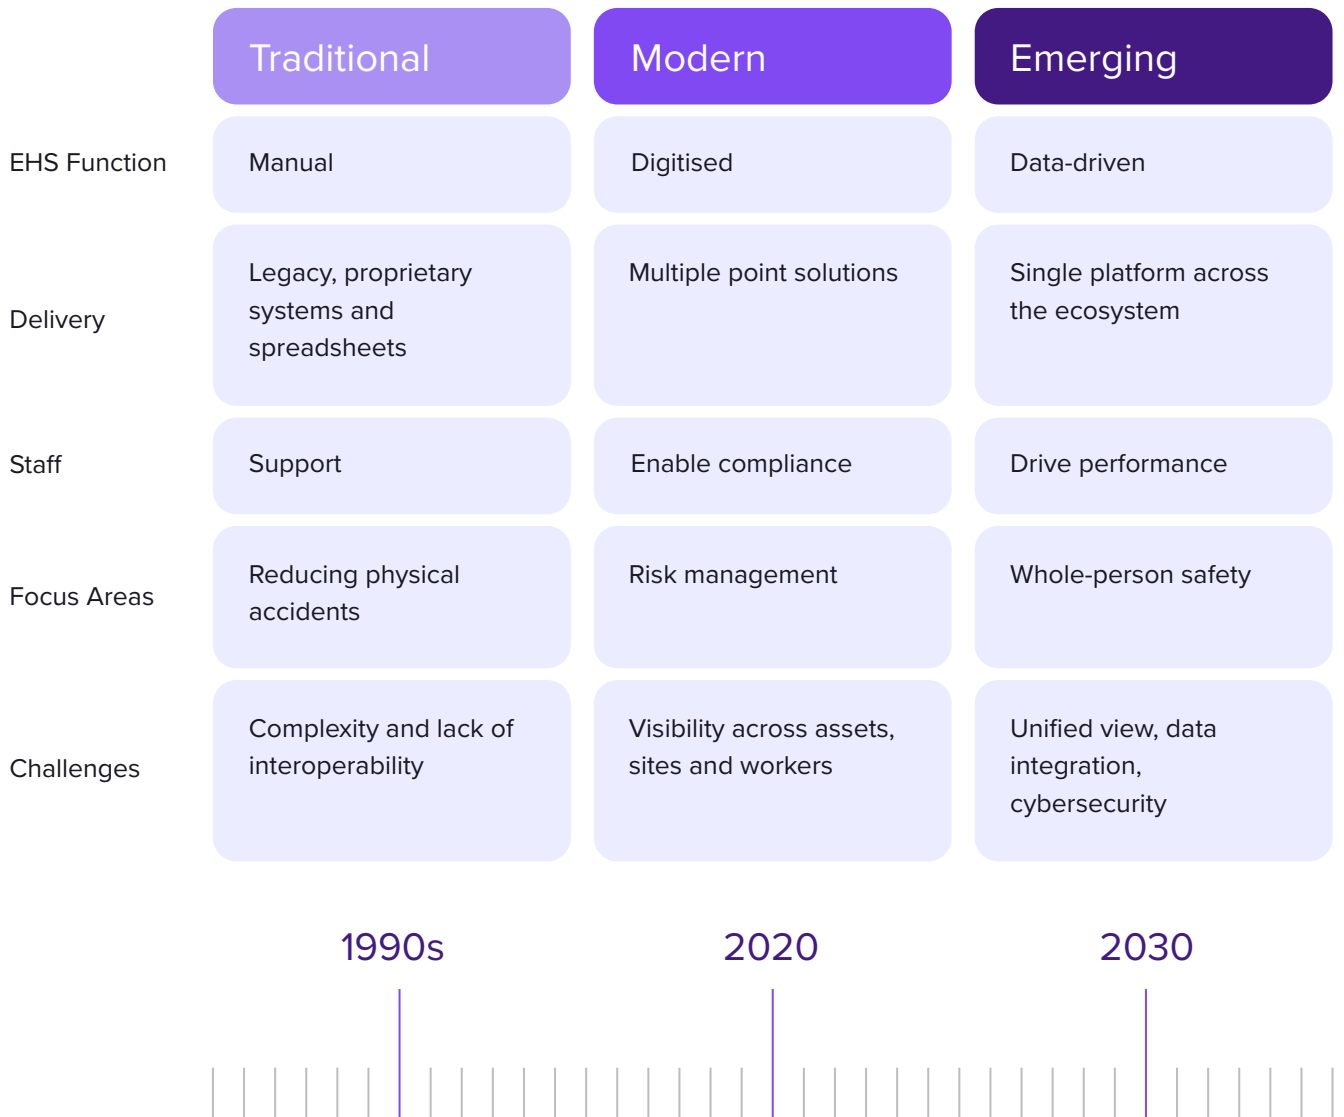 Traditional
Modern
Emerging
EHS Function
Manual
Digitised
Data-driven
Delivery
Legacy, proprietary
systems and
spreadsheets
Multiple point solutions
Single platform across
the ecosystem
Staff
Support
Enable compliance
Drive performance
Focus Areas
Reducing physical
accidents
Risk management
Whole-person safety
Challenges
Complexity and lack of
interoperability
Visibility across assets,
sites and workers
Unified view, data
integration,
cybersecurity
1990s
2020
2030